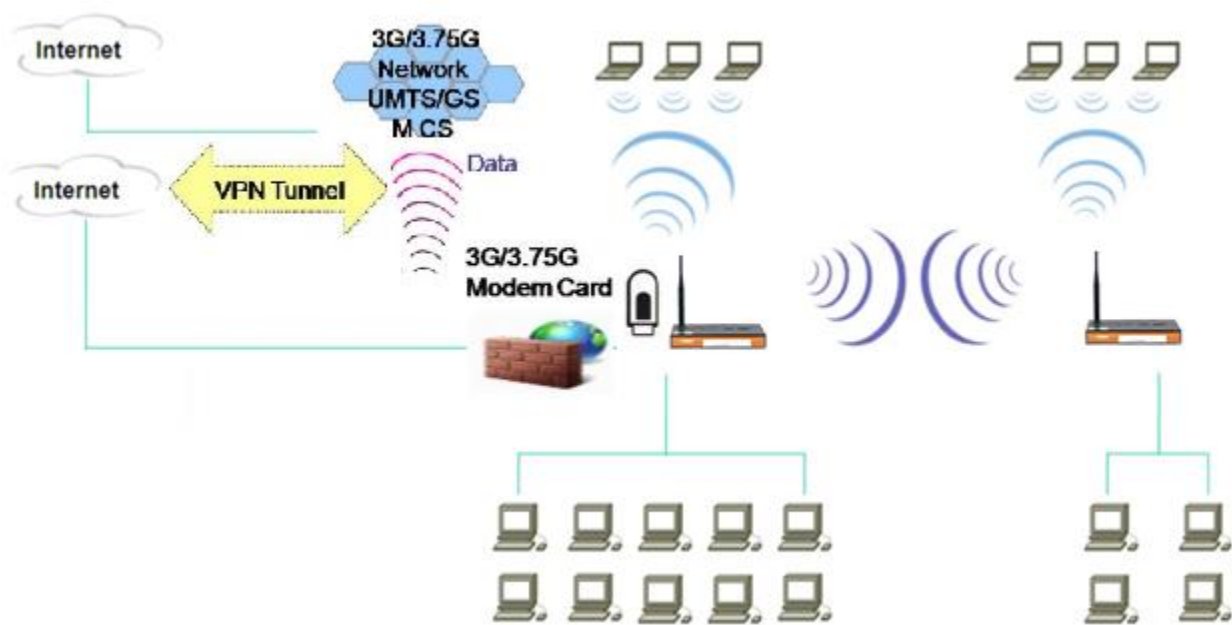 Internet
3G/3.75G
Network
UMTS/GS
M CS
Internet
VPN Tunnel
Data
3G/3.75G
Modem Card